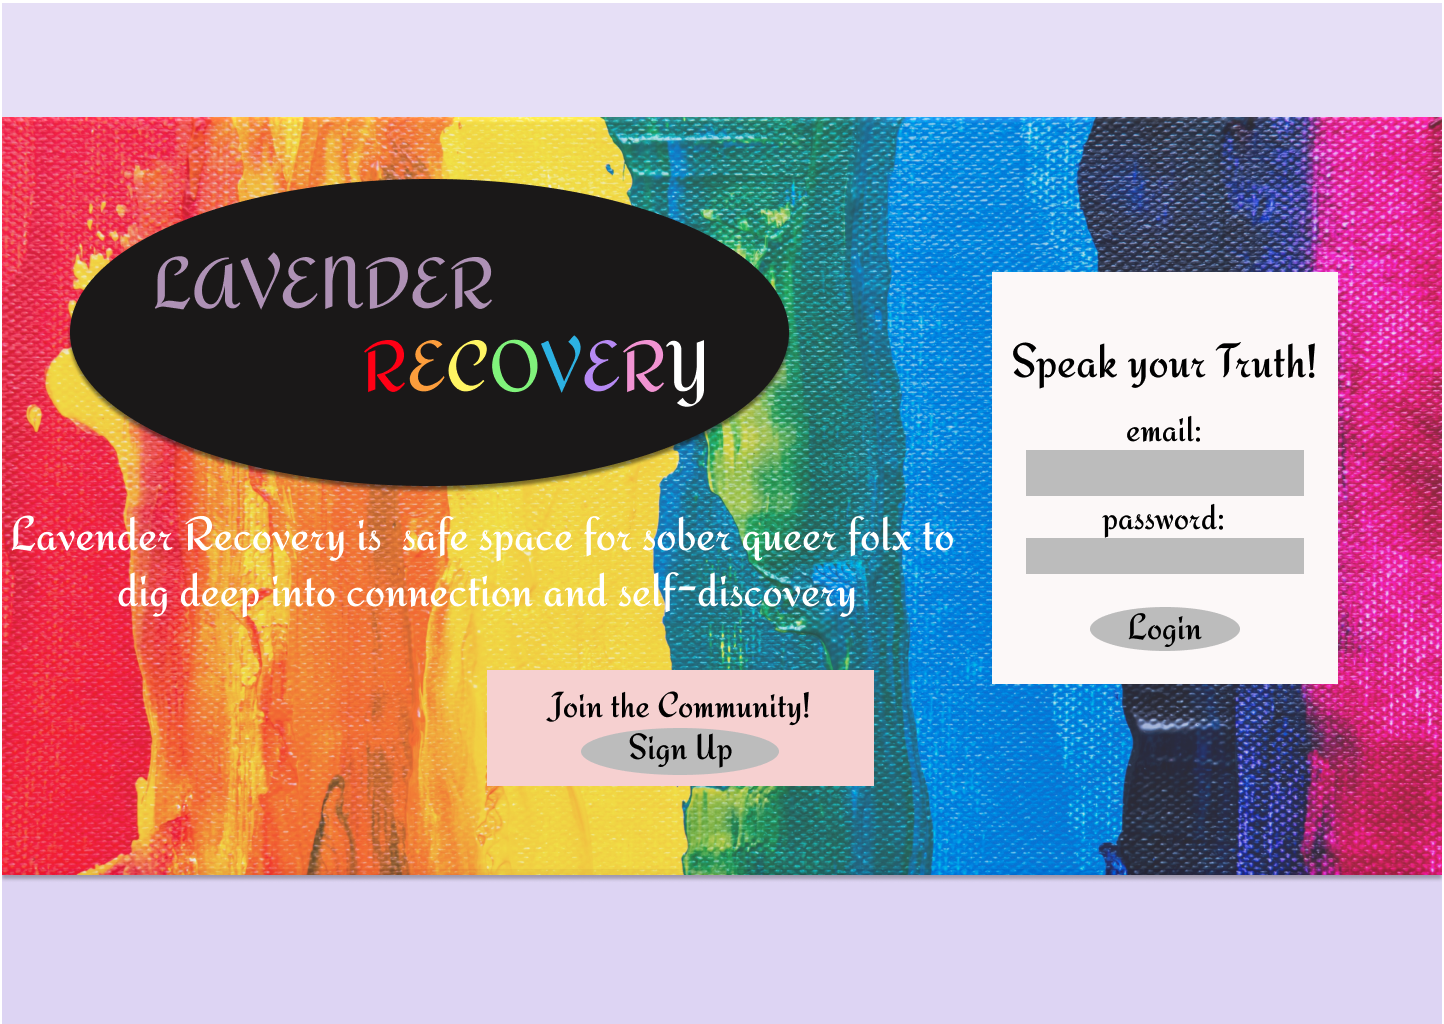 LAVENDER
RECOVERY
Lavender Recovery is  safe space for sober queer folx to
dig deep into connection and self-discovery
Join the Community!
Sign Up
Speak your Truth!
email:
password:
Login